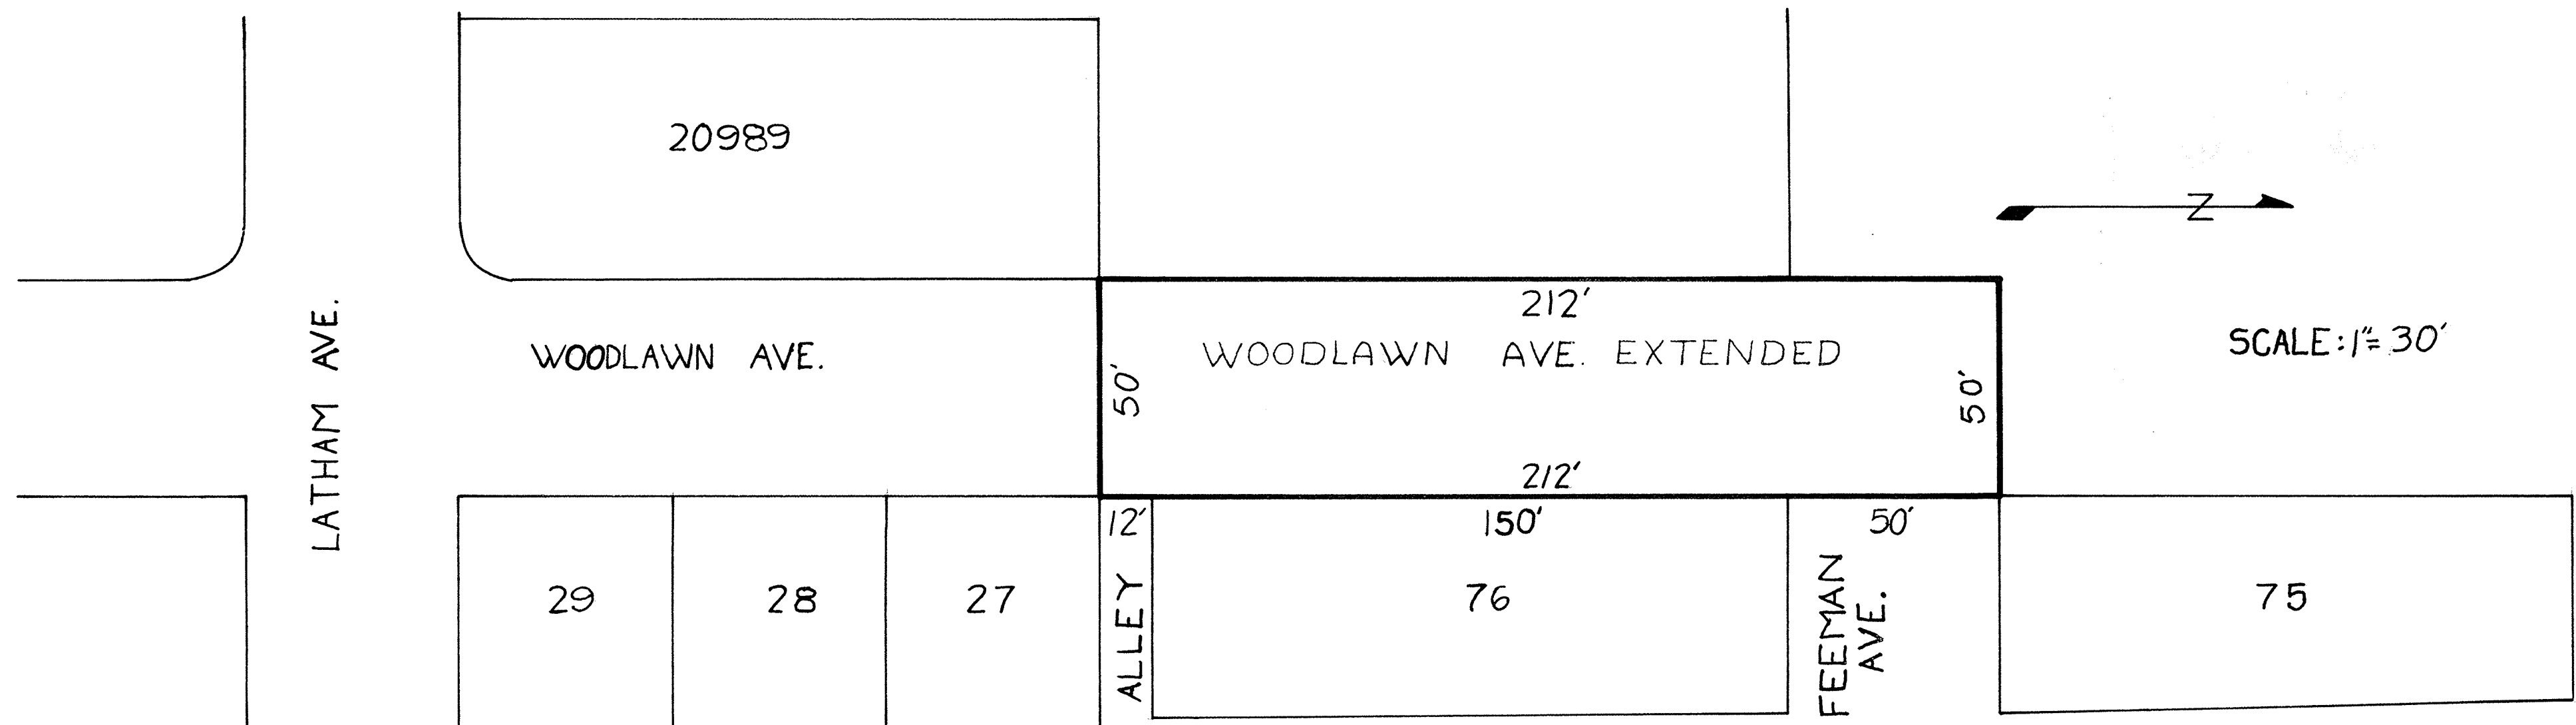 20989
N
212'
WOODLAWN AVE.
WOODLAWN AVE. EXTENDED
SCALE: 1"= 30'
LATHAM AVE.
50'
50'
212'
12'
150'
50'
29
28
27
ALLEY
76
FEEMAN
AVE.
75